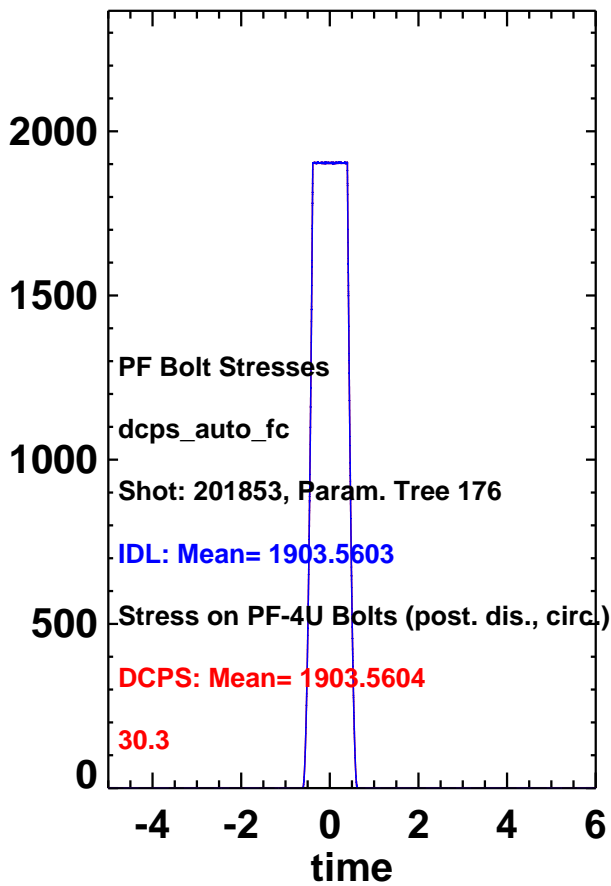 2000
1500
PF Bolt Stresses
dcps_auto_fc
1000
Shot: 201853, Param. Tree 176
IDL: Mean= 1903.5603
500
Stress on PF-4U Bolts (post. dis., circ.)
DCPS: Mean= 1903.5604
30.3
0
-4 -2 0 2 4 6
time